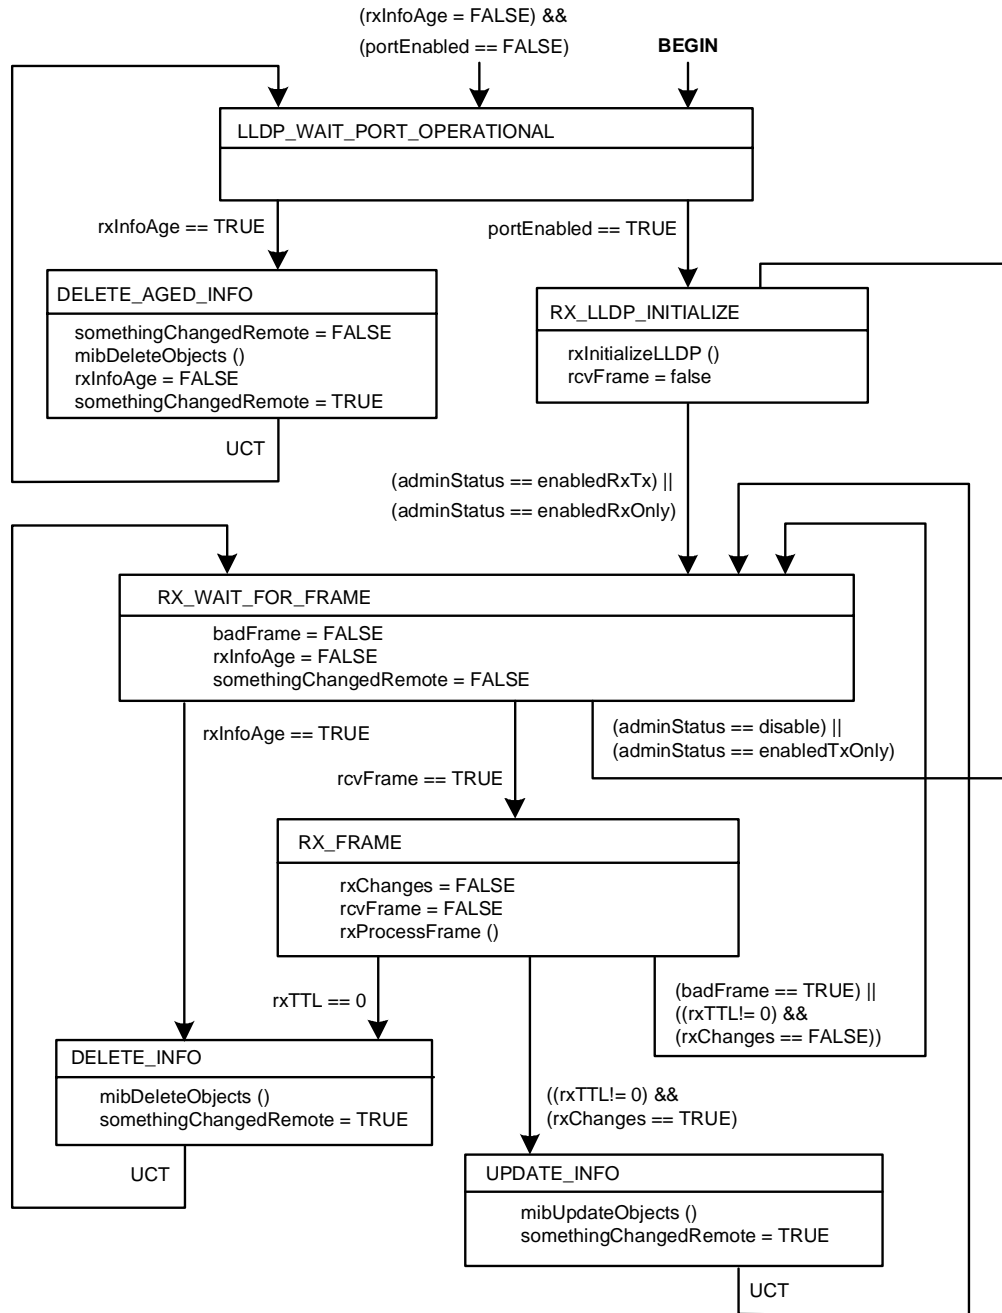 (rxInfoAge = FALSE) &&
(portEnabled == FALSE)
BEGIN
LLDP_WAIT_PORT_OPERATIONAL
rxInfoAge == TRUE
portEnabled == TRUE
DELETE_AGED_INFO
somethingChangedRemote = FALSE
mibDeleteObjects ()
rxInfoAge = FALSE
somethingChangedRemote = TRUE
UCT
RX_LLDP_INITIALIZE
rxInitializeLLDP ()
rcvFrame = false
(adminStatus == enabledRxTx) ||
(adminStatus == enabledRxOnly)
RX_WAIT_FOR_FRAME
badFrame = FALSE
rxInfoAge = FALSE
somethingChangedRemote = FALSE
rxInfoAge == TRUE
rcvFrame == TRUE
(adminStatus == disable) ||
(adminStatus == enabledTxOnly)
RX_FRAME
rxChanges = FALSE
rcvFrame = FALSE
rxProcessFrame ()
rxTTL == 0
(badFrame == TRUE) ||
((rxTTL!= 0) &&
(rxChanges == FALSE))
DELETE_INFO
mibDeleteObjects ()
somethingChangedRemote = TRUE
UCT
((rxTTL!= 0) &&
(rxChanges == TRUE)
UPDATE_INFO
mibUpdateObjects ()
somethingChangedRemote = TRUE
UCT